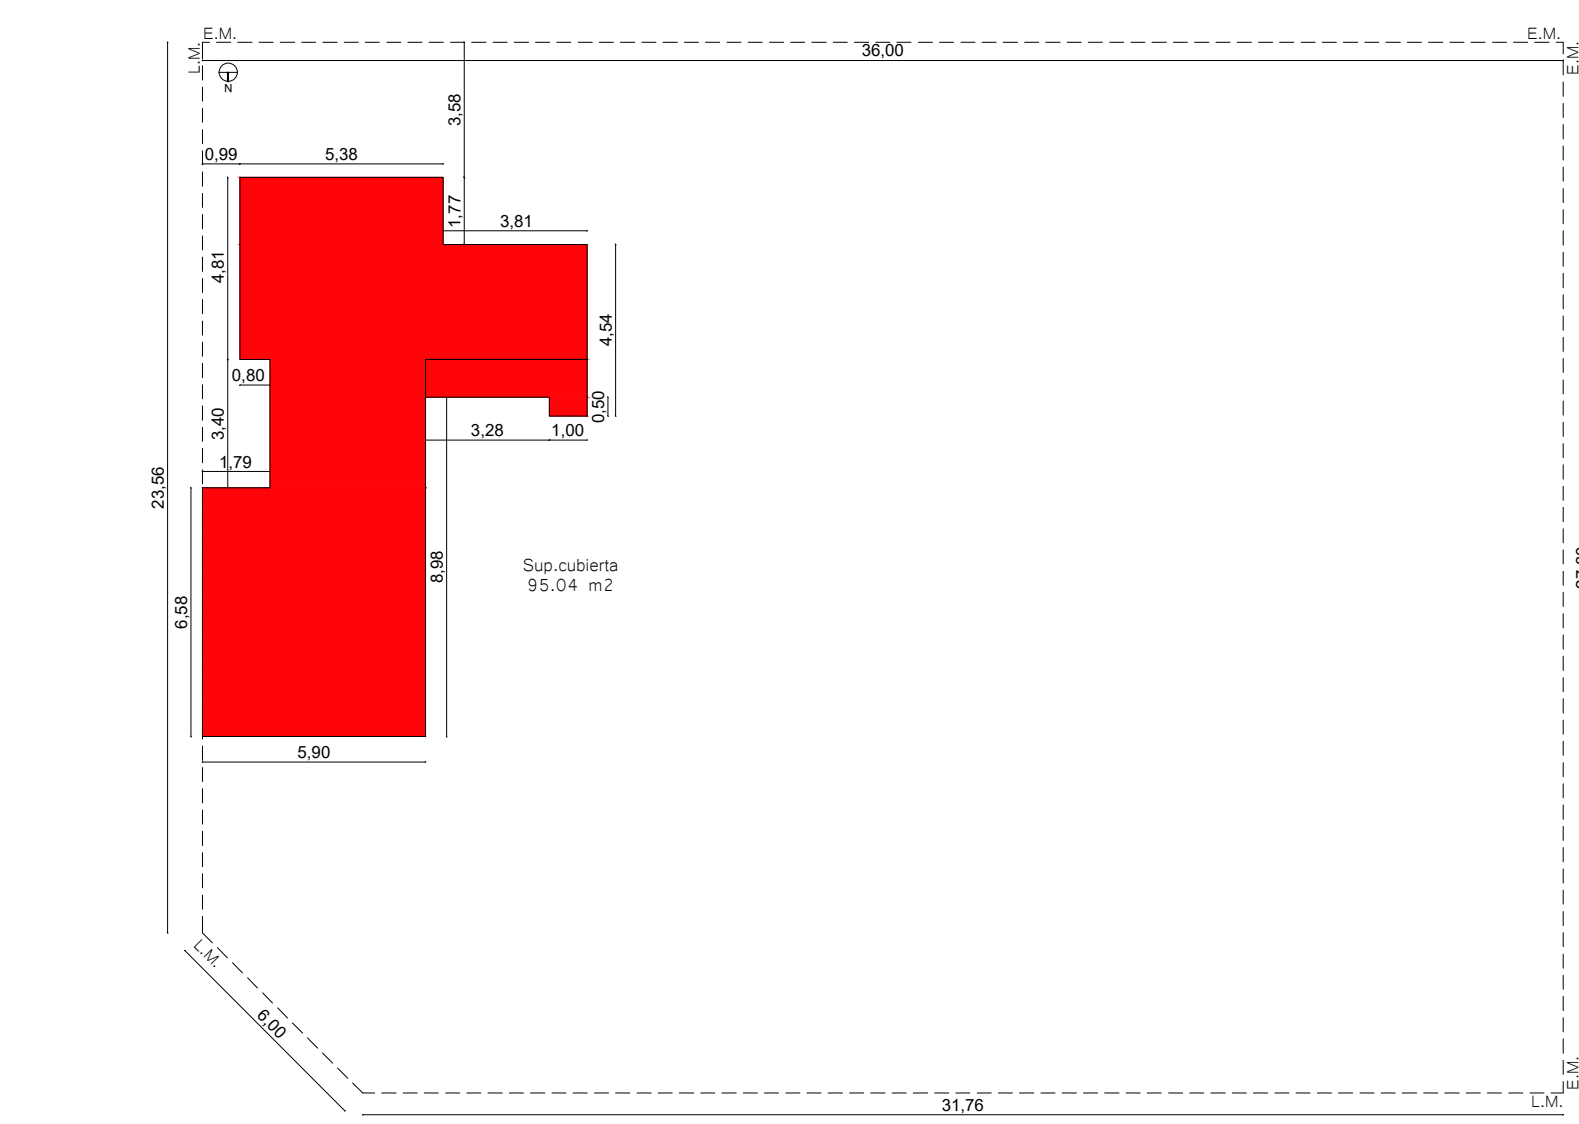 E.M.
E.M.
L.M.
36,00
E.M.
N
3,58
0,99
5,38
1,77
3,81
4,81
4,54
0,80
0,50
3,40
3,28
1,00
1,79
23,56
8,98
Sup.cubierta
95.04 m2
6,58
5,90
L.M.
6,00
E.M.
L.M.
31,76